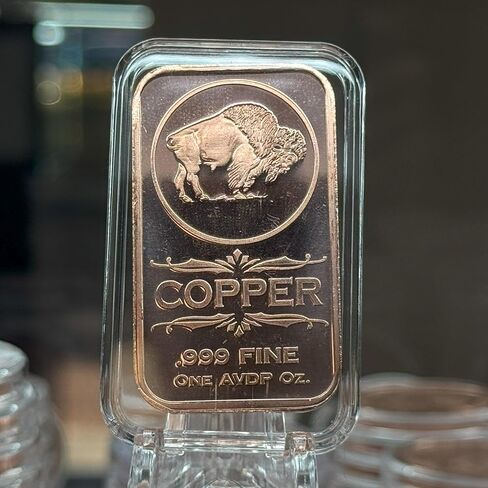 COPPER
.999 FINE
ONE AVDP OZ.